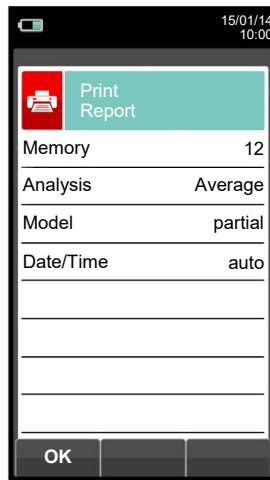 15/01/14
10:00
Print
Report
Memory 12
Analysis Average
Model partial
Date/Time auto
OK